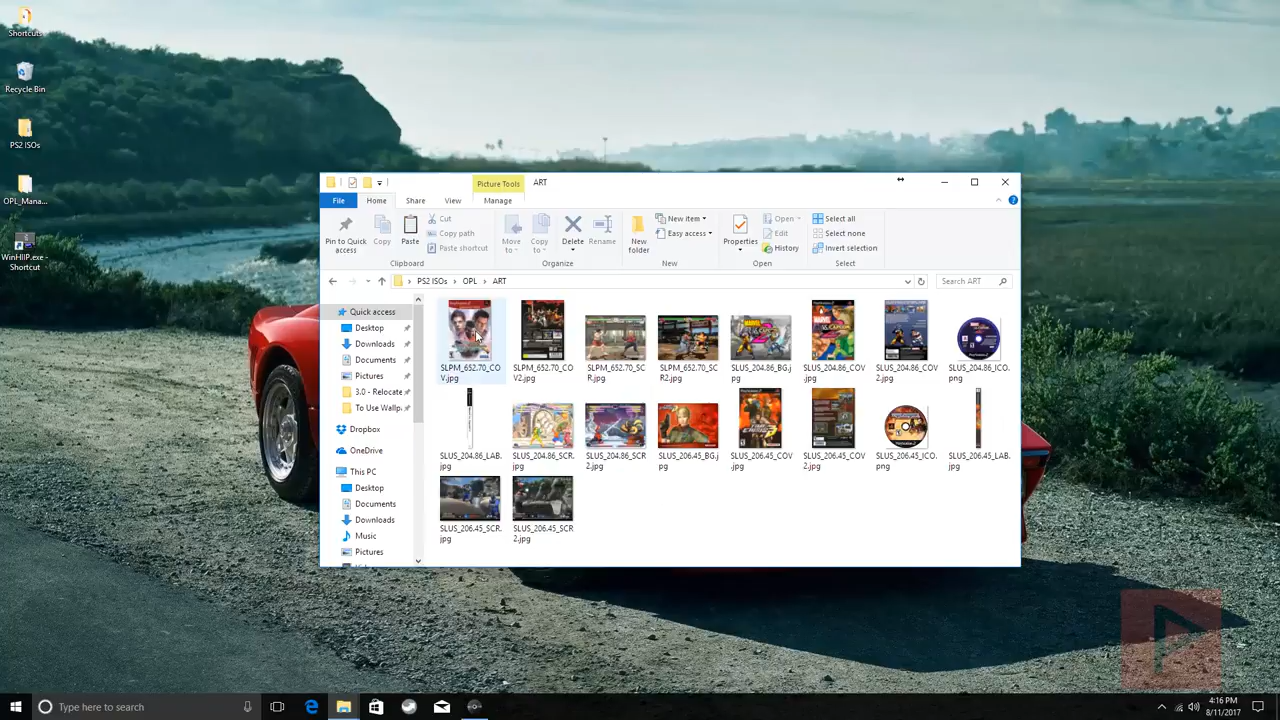 Shortcuts
Recycle Bin
PS2 ISOs
OPL_Mana...
WinHIP.exe - Shortcut
Picture Tools
ART
File
Home
Share
View
Manage
Pin to Quick access
Copy
Paste
Cut
Copy path
Paste shortcut
Clipboard
Move to
Copy to
Delete
Rename
Organize
New folder
New item
Easy access
New
Properties
Open
Edit
History
Open
Select all
Select none
Invert selection
Select
PS2 ISOs > OPL > ART
Search ART
Quick access
Desktop
Downloads
Documents
Pictures
3.0 - Relocate
To Use Wallp
Dropbox
OneDrive
This PC
Desktop
Documents
Downloads
Music
Pictures
SLPM_652.70_COV.jpg
SLPM_652.70_COV2.jpg
SLPM_652.70_SCR.jpg
SLPM_652.70_SCR2.jpg
SLUS_204.86_BG.jpg
SLUS_204.86_COV.jpg
SLUS_204.86_COV2.jpg
SLUS_204.86_ICO.png
SLUS_204.86_LAB.jpg
SLUS_204.86_SCR.jpg
SLUS_204.86_SCR2.jpg
SLUS_206.45_BG.jpg
SLUS_206.45_COV.jpg
SLUS_206.45_COV2.jpg
SLUS_206.45_ICO.png
SLUS_206.45_LAB.jpg
SLUS_206.45_SCR.jpg
SLUS_206.45_SCR2.jpg
Type here to search
4:16 PM
8/11/2017